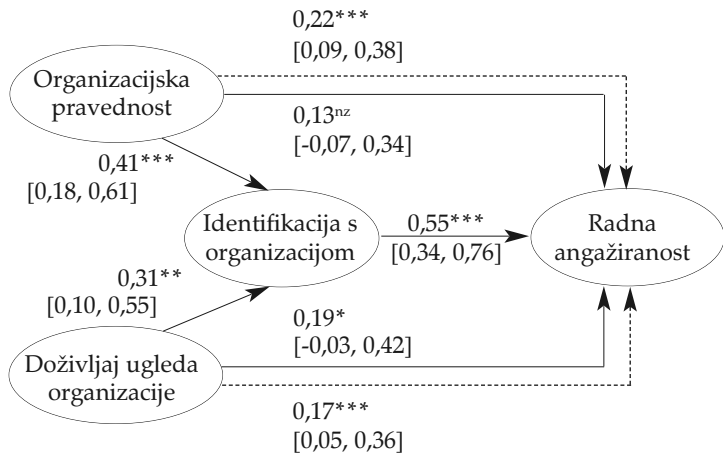 0,22***
[0,09, 0,38]
Organizacijska
pravednost
0,13ⁿᶻ
[-0,07, 0,34]
0,41***
[0,18, 0,61]
Identifikacija s
organizacijom
0,55***
[0,34, 0,76]
Radna
angažiranost
0,31**
[0,10, 0,55]
0,19*
[-0,03, 0,42]
Doživljaj ugleda
organizacije
0,17***
[0,05, 0,36]